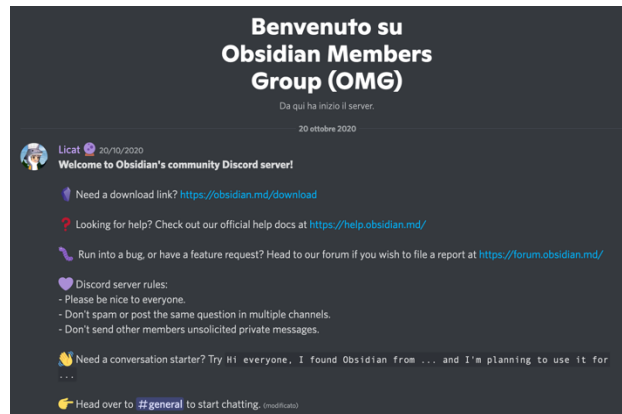 Benvenuto su
Obsidian Members
Group (OMG)
Da qui ha inizio il server.
20 ottobre 2020
Licat 20/10/2020
Welcome to Obsidian's community Discord server!
Need a download link? https://obsidian.md/download
Looking for help? Check out our official help docs at https://help.obsidian.md/
Run into a bug, or have a feature request? Head to our forum if you wish to file a report at https://forum.obsidian.md/
Discord server rules:
- Please be nice to everyone.
- Don't spam or post the same question in multiple channels.
- Don't send other members unsolicited private messages.
Need a conversation starter? Try Hi everyone, I found Obsidian from ... and I'm planning to use it for
...
Head over to #general to start chatting. (modificato)